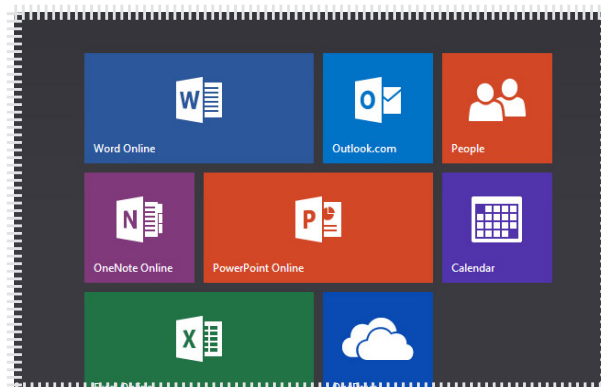 W
Word Online
O
Outlook.com
People
N
OneNote Online
P
PowerPoint Online
Calendar
X